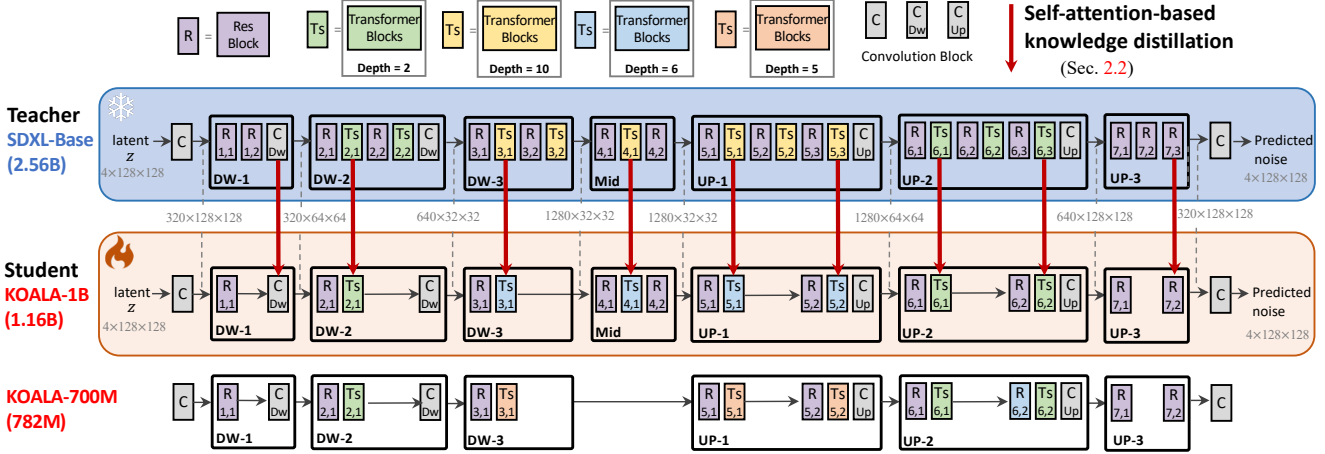 R = Res Block
Ts = Transformer Blocks Depth = 2
Ts = Transformer Blocks Depth = 10
Ts = Transformer Blocks Depth = 6
Ts = Transformer Blocks Depth = 5
C
C Dw
C Up
Convolution Block
Self-attention-based
knowledge distillation
(Sec. 2.2)
Teacher
SDXL-Base
(2.56B)
latent
z
4×128×128
C
R 1,1 R 1,2 C Dw
DW-1
R 2,1 Ts 2,1 R 2,2 Ts 2,2 C Dw
DW-2
R 3,1 Ts 3,1 R 3,2 Ts 3,2
DW-3
R 4,1 Ts 4,1 R 4,2
Mid
R 5,1 Ts 5,1 R 5,2 Ts 5,2 R 5,3 Ts 5,3 C Up
UP-1
R 6,1 Ts 6,1 R 6,2 Ts 6,2 R 6,3 Ts 6,3 C Up
UP-2
R 7,1 R 7,2 R 7,3
UP-3
C
Predicted
noise
4×128×128
320×128×128
320×64×64
640×32×32
1280×32×32
1280×32×32
1280×64×64
640×128×128
320×128×128
Student
KOALA-1B
(1.16B)
latent
z
4×128×128
C
R 1,1 C Dw
DW-1
R 2,1 Ts 2,1 C Dw
DW-2
R 3,1 Ts 3,1
DW-3
R 4,1 Ts 4,1 R 4,2
Mid
R 5,1 Ts 5,1 R 5,2 Ts 5,2 C Up
UP-1
R 6,1 Ts 6,1 R 6,2 Ts 6,2 C Up
UP-2
R 7,1 R 7,2
UP-3
C
Predicted
noise
4×128×128
KOALA-700M
(782M)
C
R 1,1 C Dw
DW-1
R 2,1 Ts 2,1 C Dw
DW-2
R 3,1 Ts 3,1
DW-3
R 5,1 Ts 5,1 R 5,2 Ts 5,2 C Up
UP-1
R 6,1 Ts 6,1 R 6,2 Ts 6,2 C Up
UP-2
R 7,1 R 7,2
UP-3
C